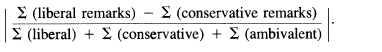 | Σ (liberal remarks) − Σ (conservative remarks) |
| Σ (liberal) + Σ (conservative) + Σ (ambivalent) | .